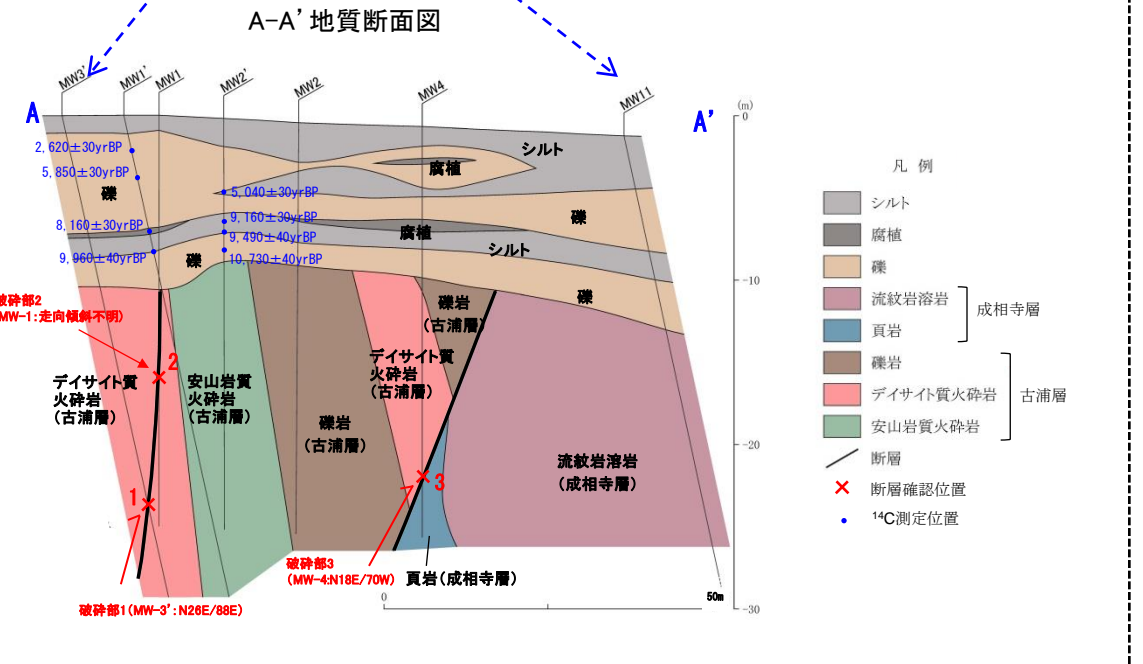 A-A’地質断面図
MW3’
MW1’
MW1
MW2’
MW2
MW4
MW11
A
A’
(m)
0
2,620±30yrBP
5,850±30yrBP
礫
8,160±30yrBP
9,960±40yrBP
礫
5,040±30yrBP
9,160±30yrBP
9,490±40yrBP
10,730±40yrBP
シルト
腐植
礫
腐植
シルト
礫
-10
-20
-30
破砕部2
MW-1:走向傾斜不明)
2
デイサイト質
火砕岩
(古浦層)
安山岩質
火砕岩
(古浦層)
礫岩
(古浦層)
デイサイト質
火砕岩
(古浦層)
礫岩
(古浦層)
流紋岩溶岩
(成相寺層)
1
3
破砕部3
(MW-4:N18E/70W)
頁岩(成相寺層)
破砕部1(MW-3’:N26E/88E)
0
50m
凡 例
シルト
腐植
礫
流紋岩溶岩
頁岩
成相寺層
礫岩
デイサイト質火砕岩
安山岩質火砕岩
古浦層
断層
断層確認位置
14C測定位置